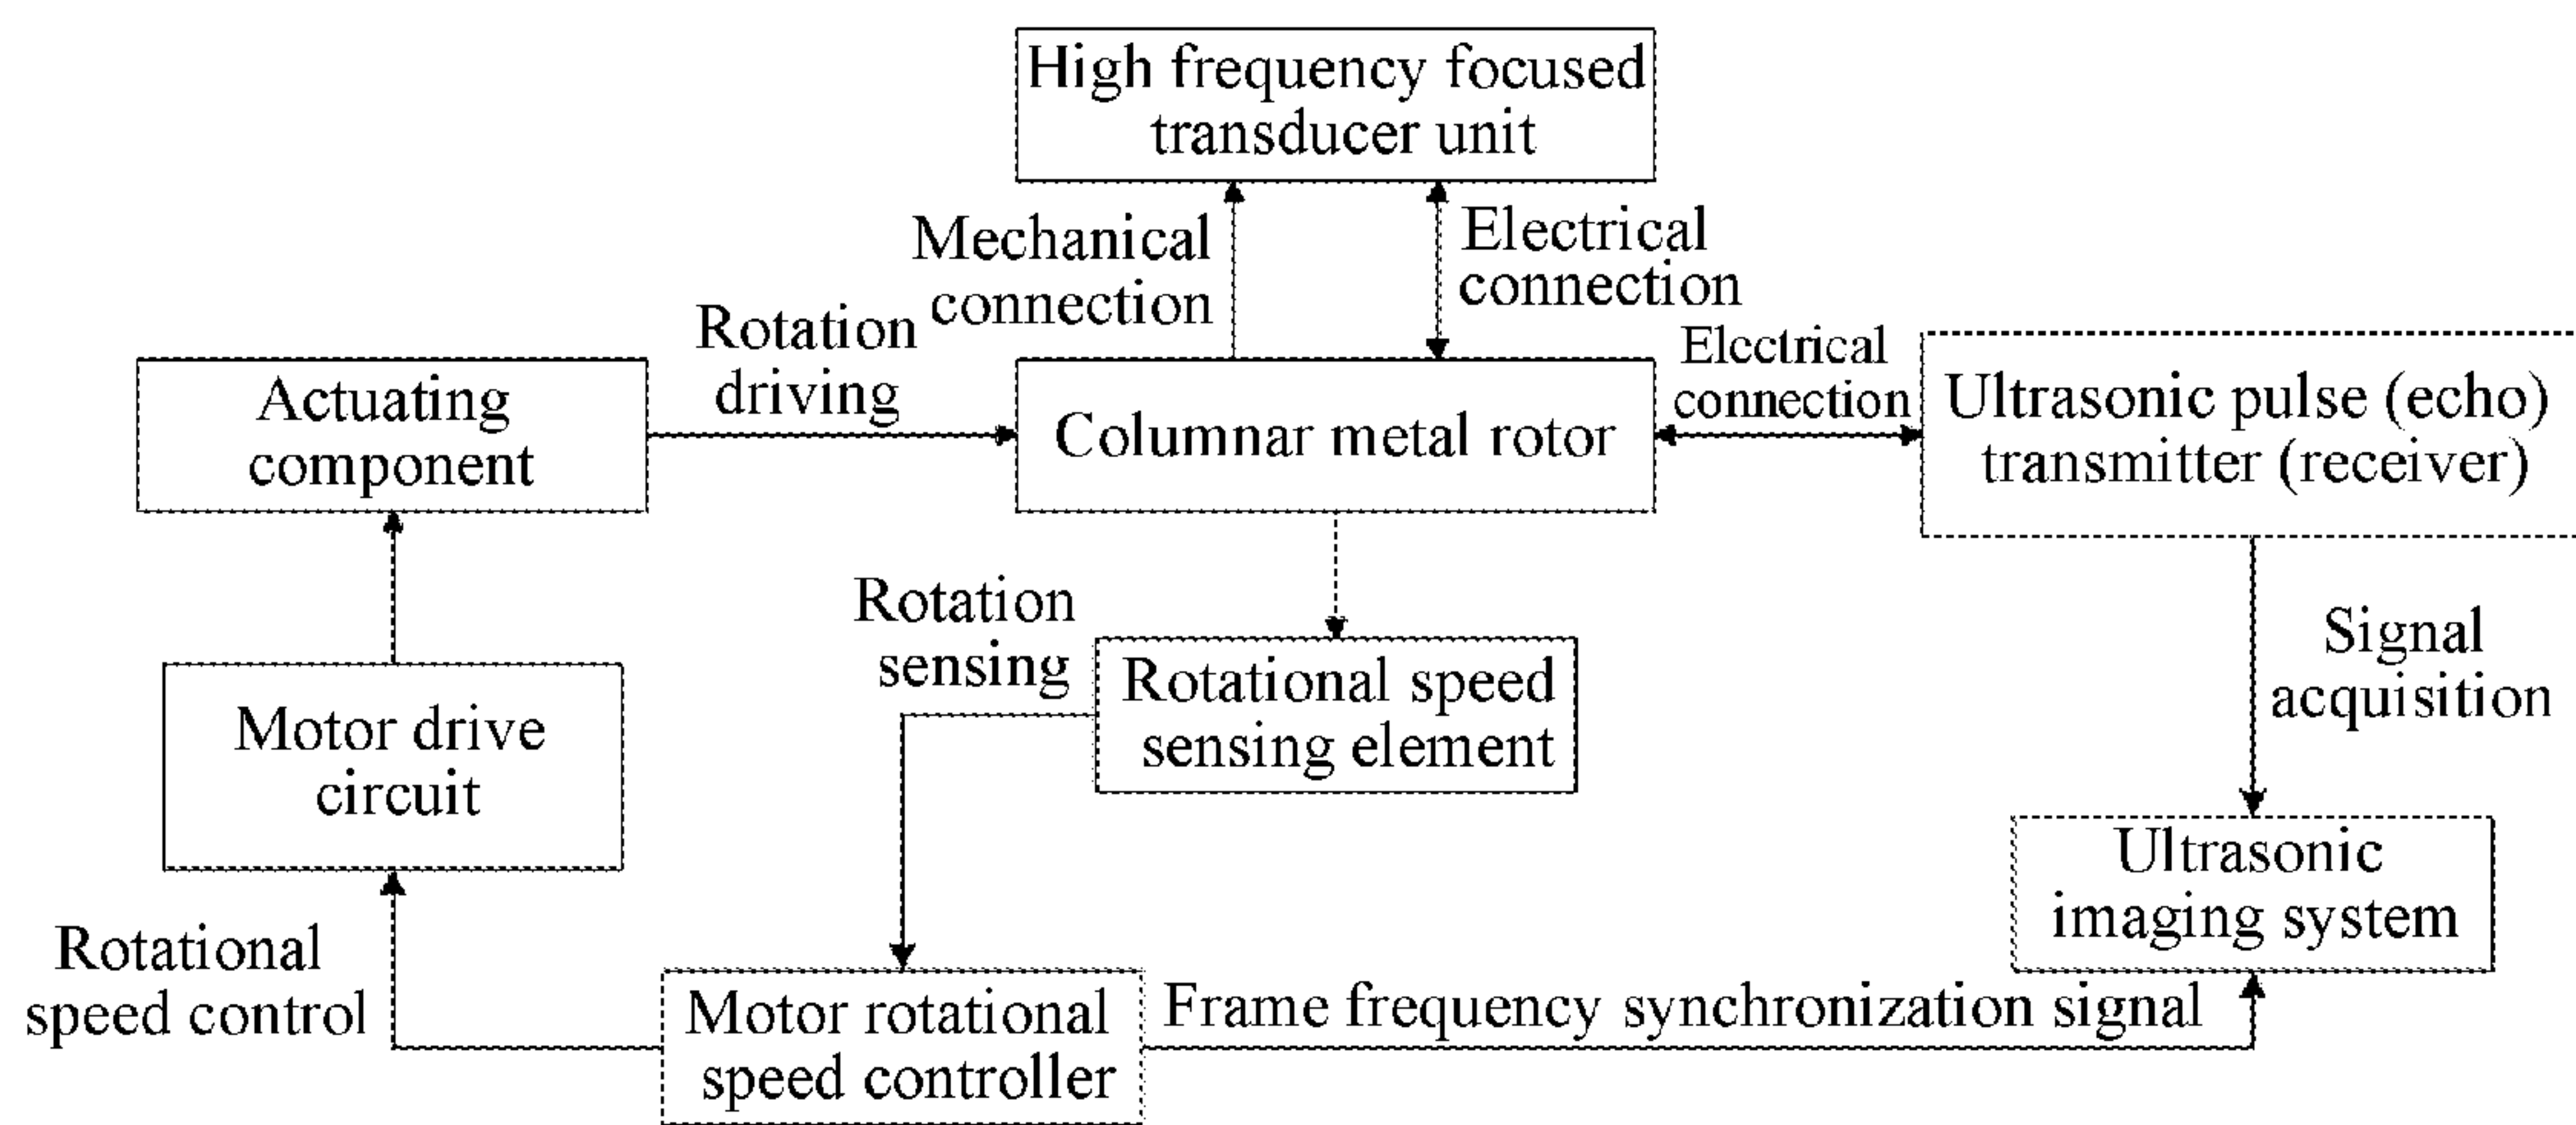 High frequency focused
transducer unit
Mechanical
connection
Electrical
connection
Rotation
driving
Electrical
connection
Actuating
component
Columnar metal rotor
Ultrasonic pulse (echo)
transmitter (receiver)
Rotation
sensing
Rotational speed
sensing element
Signal
acquisition
Motor drive
circuit
Ultrasonic
imaging system
Rotational
speed control
Motor rotational
speed controller
Frame frequency synchronization signal